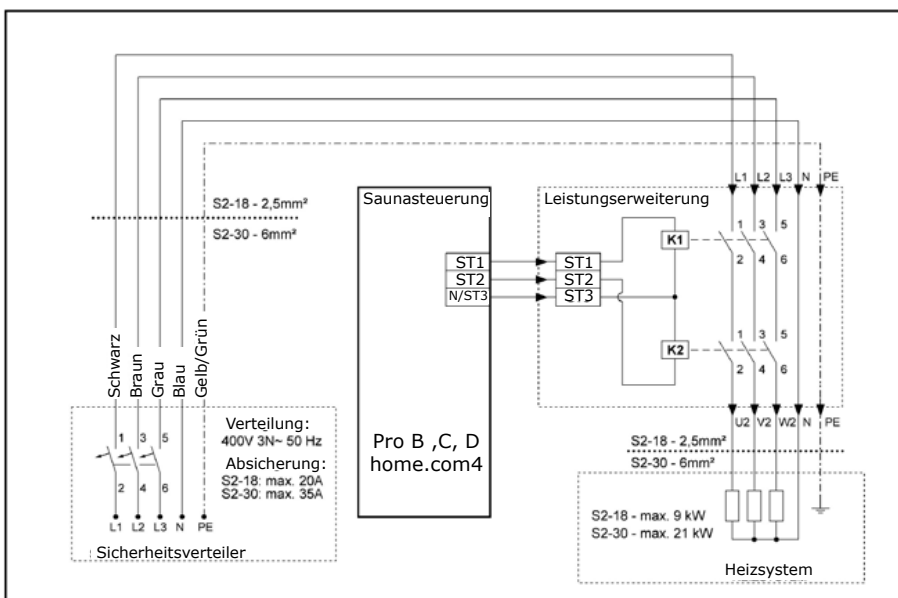 L1 L2 L3 N PE
S2-18 - 2,5mm²
S2-30 - 6mm²
Saunasteuerung
Leistungserweiterung
1 3 5
K1
2 4 6
ST1
ST2
N/ST3
ST1
ST2
ST3
1 3 5
K2
2 4 6
Schwarz
Braun
Grau
Blau
Gelb/Grün
Pro B ,C, D
home.com4
U2 V2 W2 N PE
S2-18 - 2,5mm²
S2-30 - 6mm²
Verteilung:
400V 3N~ 50 Hz
Absicherung:
S2-18: max. 20A
S2-30: max. 35A
1 3 5
2 4 6
L1 L2 L3 N PE
Sicherheitsverteiler
S2-18 - max. 9 kW
S2-30 - max. 21 kW
Heizsystem